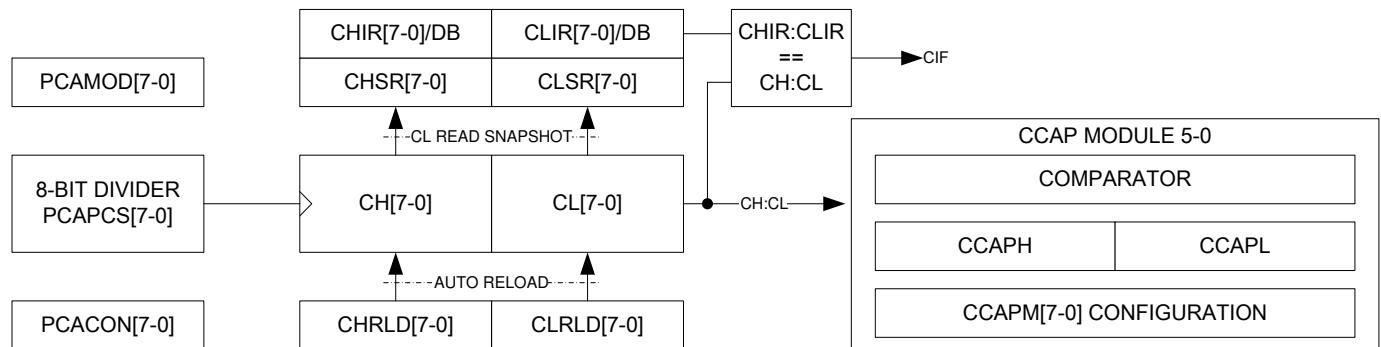 CHIR[7-0]/DB
CLIR[7-0]/DB
CHIR:CLIR
==
CH:CL
CIF
PCAMOD[7-0]
CHSR[7-0]
CLSR[7-0]
CL READ SNAPSHOT
CCAP MODULE 5-0
COMPARATOR
8-BIT DIVIDER
PCAPCS[7-0]
CH[7-0]
CL[7-0]
CH:CL
CCAPH
CCAPL
AUTO RELOAD
PCACON[7-0]
CHRLD[7-0]
CLRLD[7-0]
CCAPM[7-0] CONFIGURATION